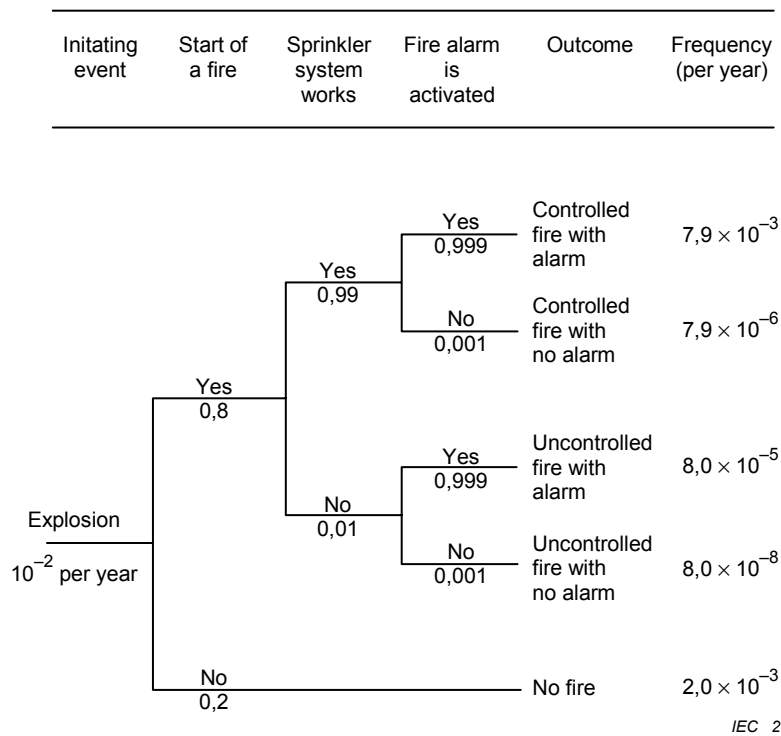 Initating event
Start of a fire
Sprinkler system works
Fire alarm is activated
Outcome
Frequency (per year)
Yes
0,999
Controlled fire with alarm
7,9 × 10⁻³
Yes
0,99
No
0,001
Controlled fire with no alarm
7,9 × 10⁻⁶
Yes
0,8
Yes
0,999
Uncontrolled fire with alarm
8,0 × 10⁻⁵
No
0,01
Explosion
10⁻² per year
No
0,001
Uncontrolled fire with no alarm
8,0 × 10⁻⁸
No
0,2
No fire
2,0 × 10⁻³
IEC 2